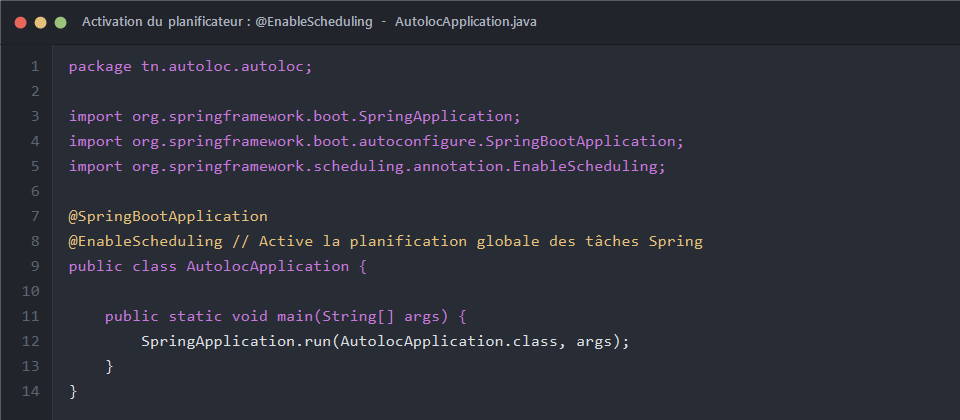 Activation du planificateur : @EnableScheduling - AutolocApplication.java
1 package tn.autoloc.autoloc;
2
3 import org.springframework.boot.SpringApplication;
4 import org.springframework.boot.autoconfigure.SpringBootApplication;
5 import org.springframework.scheduling.annotation.EnableScheduling;
6
7 @SpringBootApplication
8 @EnableScheduling // Active la planification globale des tâches Spring
9 public class AutolocApplication {
10
11     public static void main(String[] args) {
12         SpringApplication.run(AutolocApplication.class, args);
13     }
14 }